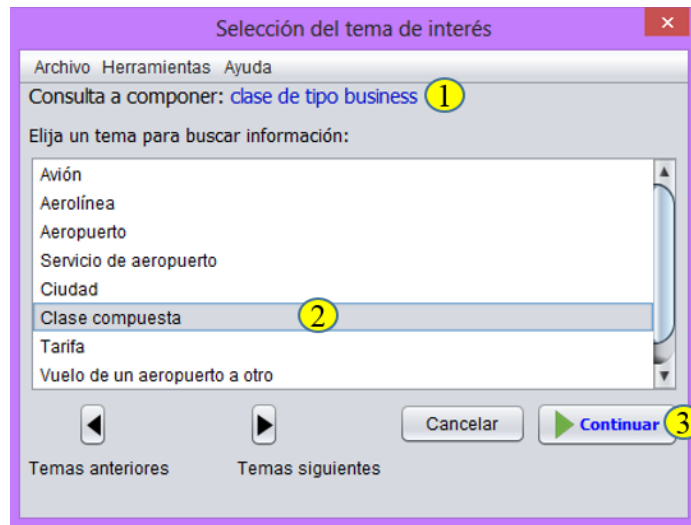 Selección del tema de interés
Archivo Herramientas Ayuda
Consulta a componer: clase de tipo business 1
Elija un tema para buscar información:
Avión
Aerolínea
Aeropuerto
Servicio de aeropuerto
Ciudad
Clase compuesta 2
Tarifa
Vuelo de un aeropuerto a otro
Cancelar Continuar 3
Temas anteriores Temas siguientes